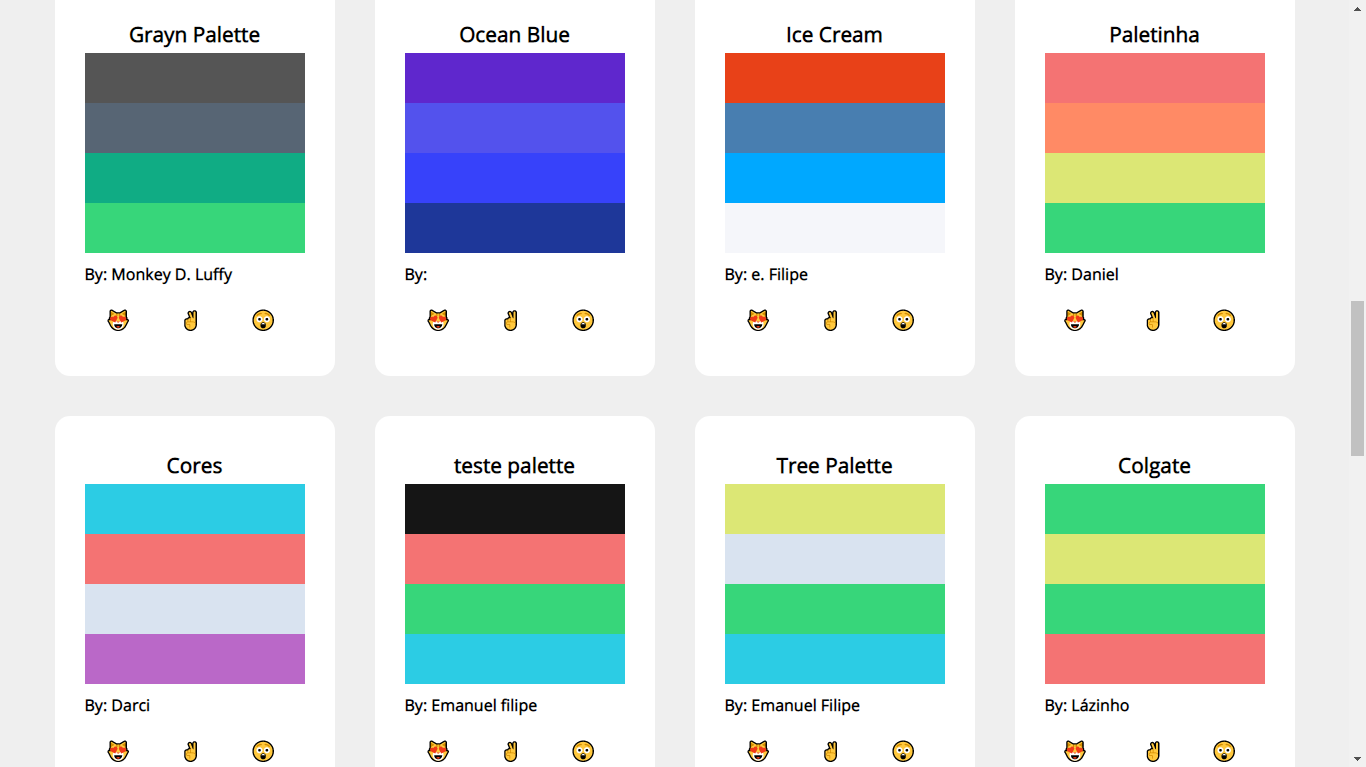 Grayn Palette
Ocean Blue
Ice Cream
Paletinha
By: Monkey D. Luffy
By:
By: e. Filipe
By: Daniel
Cores
teste palette
Tree Palette
Colgate
By: Darci
By: Emanuel filipe
By: Emanuel Filipe
By: Lázinho